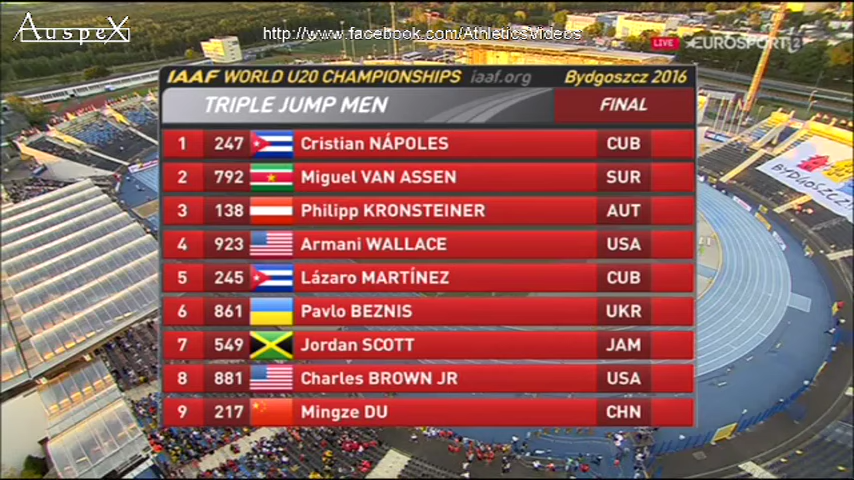 AuspeX
http://www.facebook.com/Athleticsvideos
LIVE EUROSPORT 2
IAAF WORLD U20 CHAMPIONSHIPS iaaf.org Bydgoszcz 2016
TRIPLE JUMP MEN FINAL
1 247 Cristian NÁPOLES CUB
2 792 Miguel VAN ASSEN SUR
3 138 Philipp KRONSTEINER AUT
4 923 Armani WALLACE USA
5 245 Lázaro MARTÍNEZ CUB
6 861 Pavlo BEZNIS UKR
7 549 Jordan SCOTT JAM
8 881 Charles BROWN JR USA
9 217 Mingze DU CHN
BYDGOSZCZ